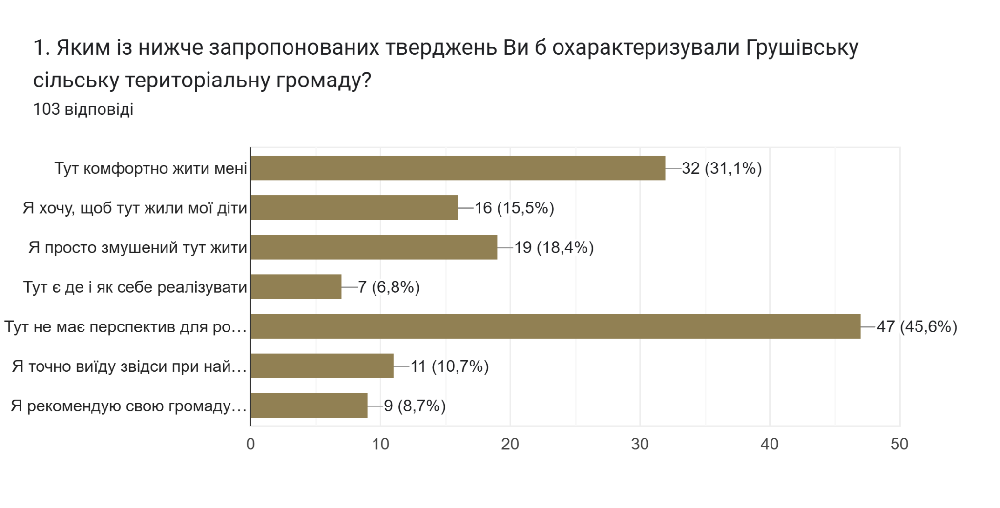 1. Яким із нижче запропонованих тверджень Ви б охарактеризували Грушівську
сільську територіальну громаду?
103 відповіді
Тут комфортно жити мені 32 (31,1%)
Я хочу, щоб тут жили мої діти 16 (15,5%)
Я просто змушений тут жити 19 (18,4%)
Тут є де і як себе реалізувати 7 (6,8%)
Тут не має перспектив для ро… 47 (45,6%)
Я точно виїду звідси при най… 11 (10,7%)
Я рекомендую свою громаду… 9 (8,7%)
0 10 20 30 40 50